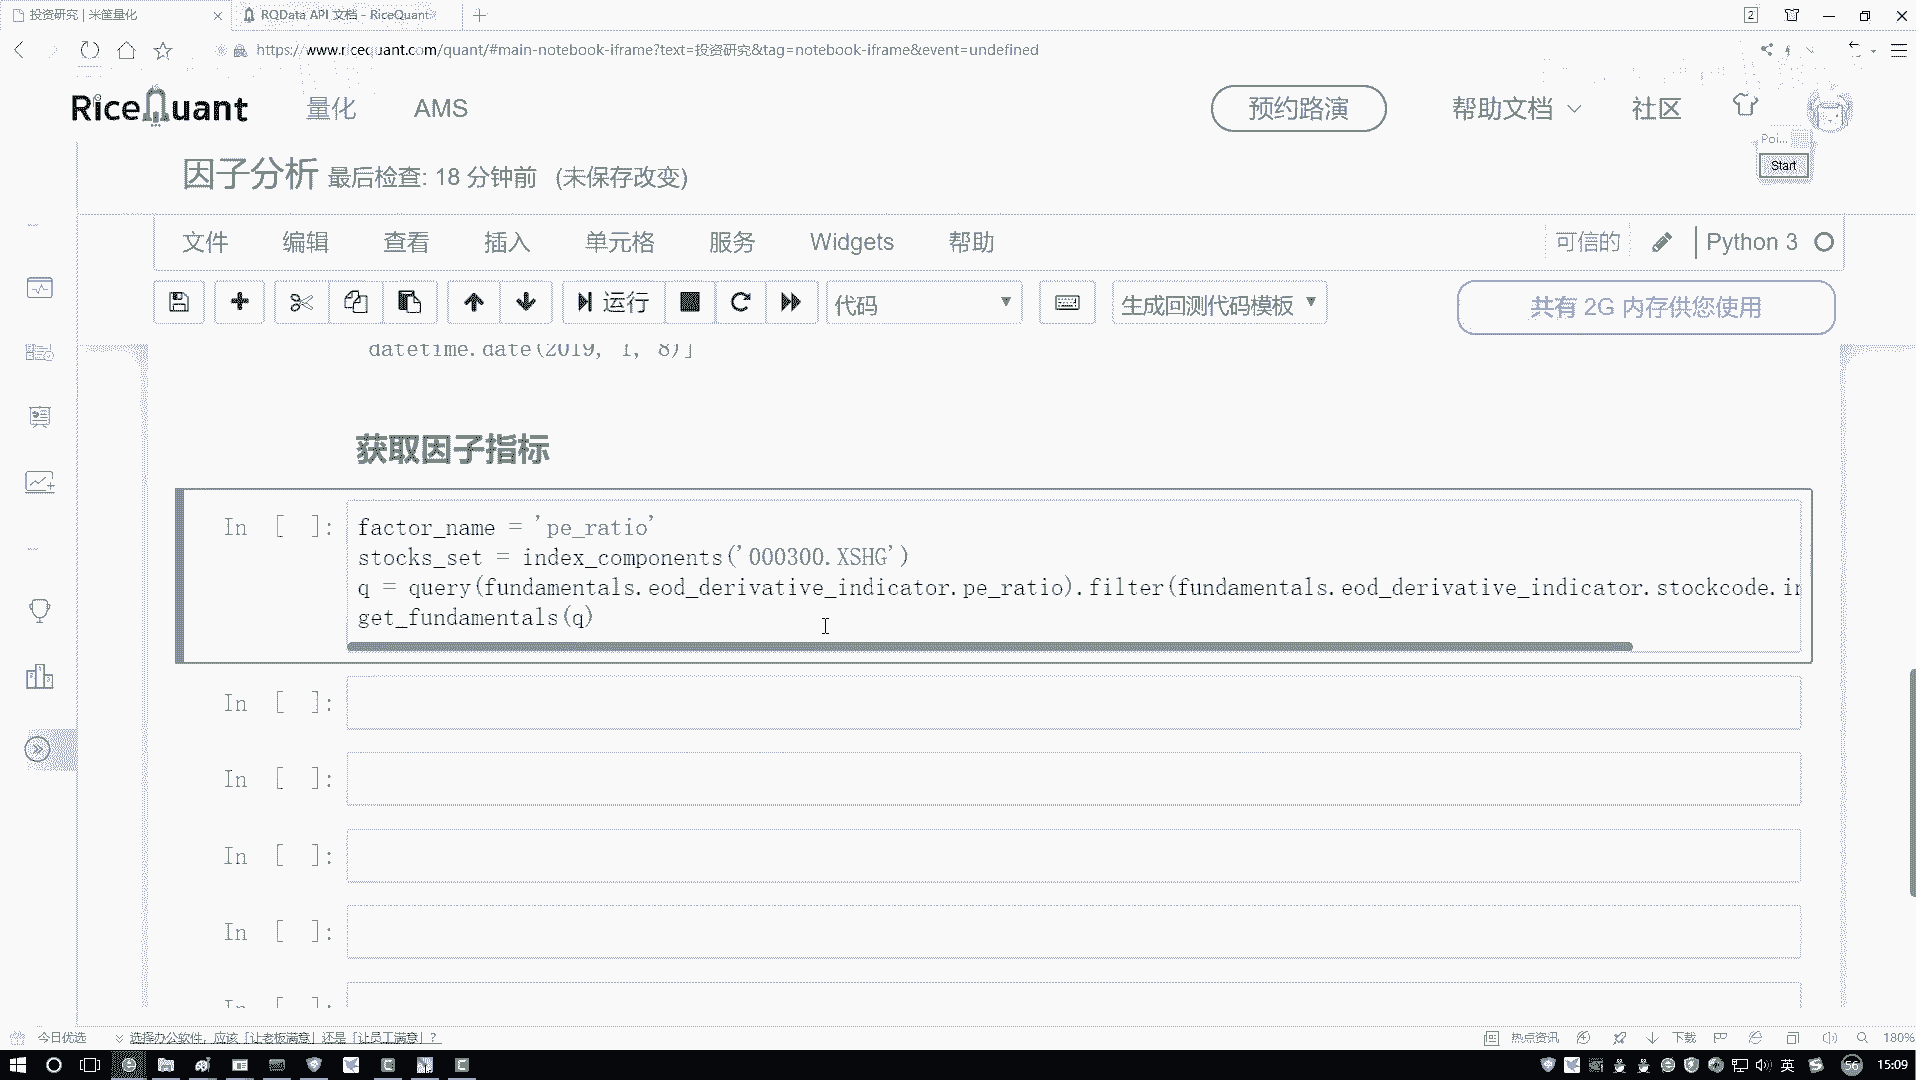 投资研究 | 米筐量化
RQData API 文档 - RiceQuant
2
https://www.ricequant.com/quant/#main-notebook-iframe?text=投资研究&tag=notebook-iframe&event=undefined
RiceQuant 量化 AMS 预约路演 帮助文档 社区
Poi...
Start
因子分析 最后检查: 18 分钟前 (未保存改变)
文件 编辑 查看 插入 单元格 服务 Widgets 帮助 可信的 Python 3
运行 代码 生成回测代码模板 共有 2G 内存供您使用
datetime.date(2019, 1, 8)]
获取因子指标
In [ ]:
factor_name = 'pe_ratio'
stocks_set = index_components('000300.XSHG')
q = query(fundamentals.eod_derivative_indicator.pe_ratio).filter(fundamentals.eod_derivative_indicator.stockcode.in
get_fundamentals(q)
In [ ]:
In [ ]:
In [ ]:
In [ ]:
In [ ]:
今日优选 选择办公软件，应该「让老板满意」还是「让员工满意」？ 热点资讯 下载 180%
英 56 15:09